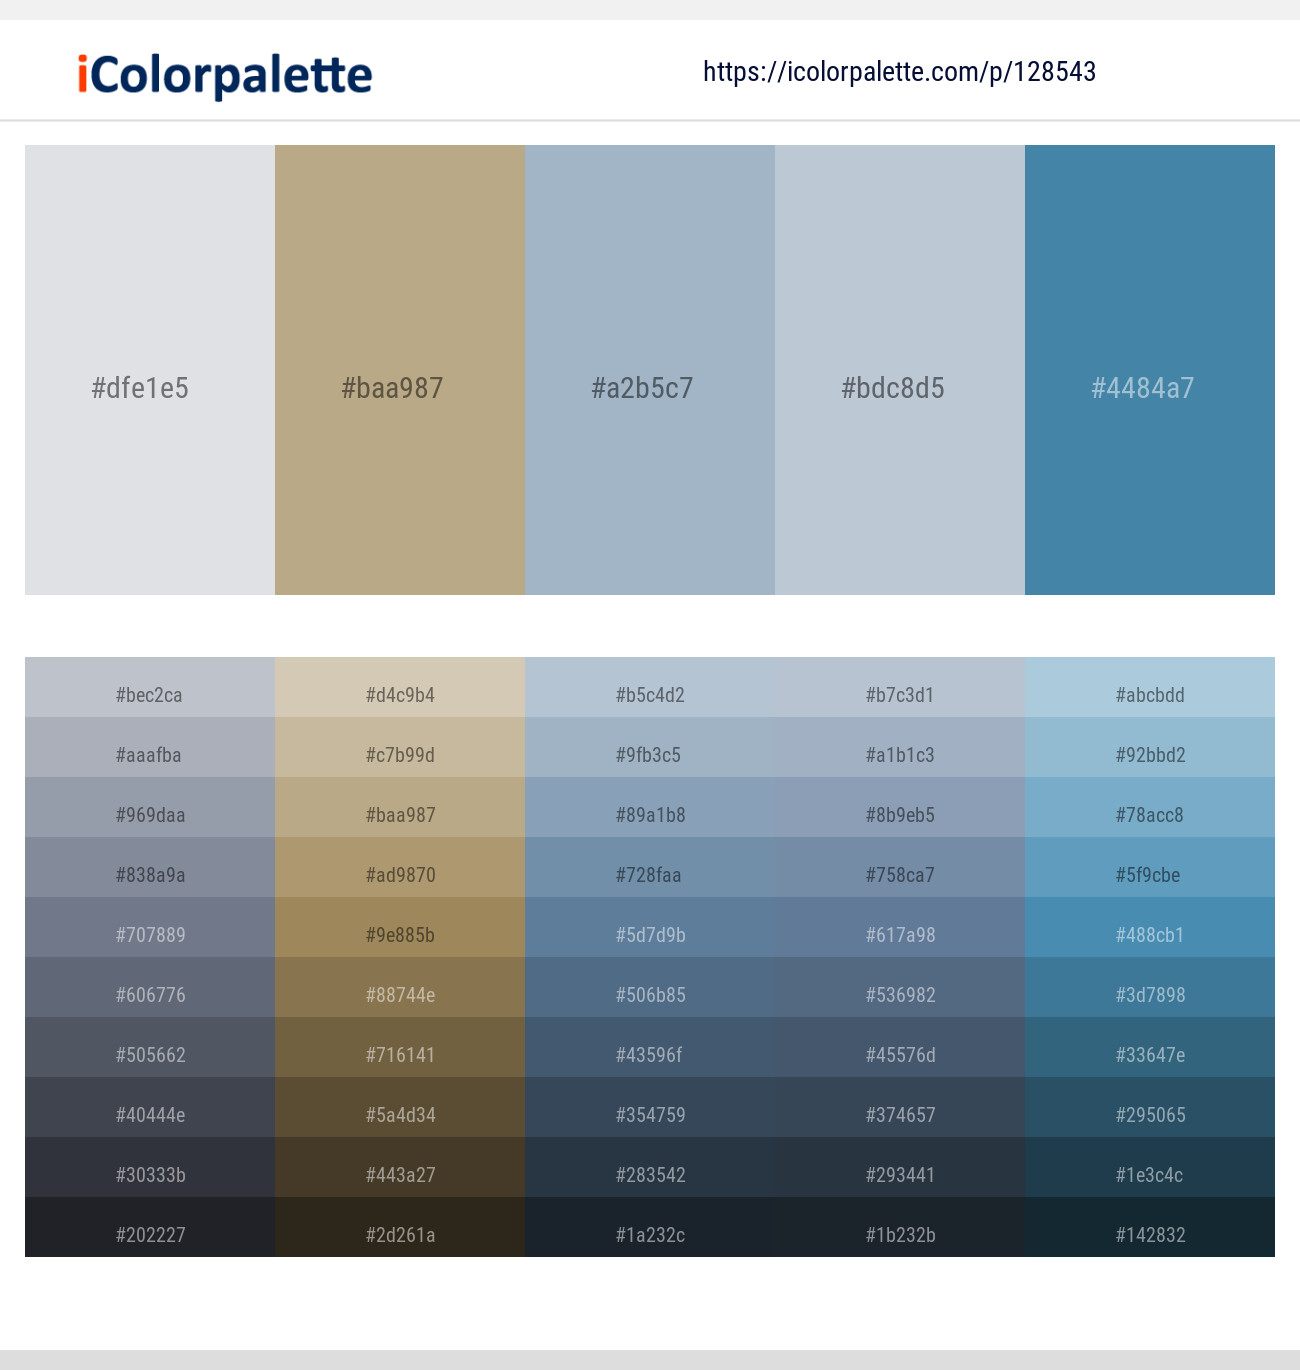 iColorpalette
https://icolorpalette.com/p/128543
#dfe1e5 #baa987 #a2b5c7 #bdc8d5 #4484a7
#bec2ca #d4c9b4 #b5c4d2 #b7c3d1 #abcbdd
#aaafba #c7b99d #9fb3c5 #a1b1c3 #92bbd2
#969daa #baa987 #89a1b8 #8b9eb5 #78acc8
#838a9a #ad9870 #728faa #758ca7 #5f9cbe
#707889 #9e885b #5d7d9b #617a98 #488cb1
#606776 #88744e #506b85 #536982 #3d7898
#505662 #716141 #43596f #45576d #33647e
#40444e #5a4d34 #354759 #374657 #295065
#30333b #443a27 #283542 #293441 #1e3c4c
#202227 #2d261a #1a232c #1b232b #142832